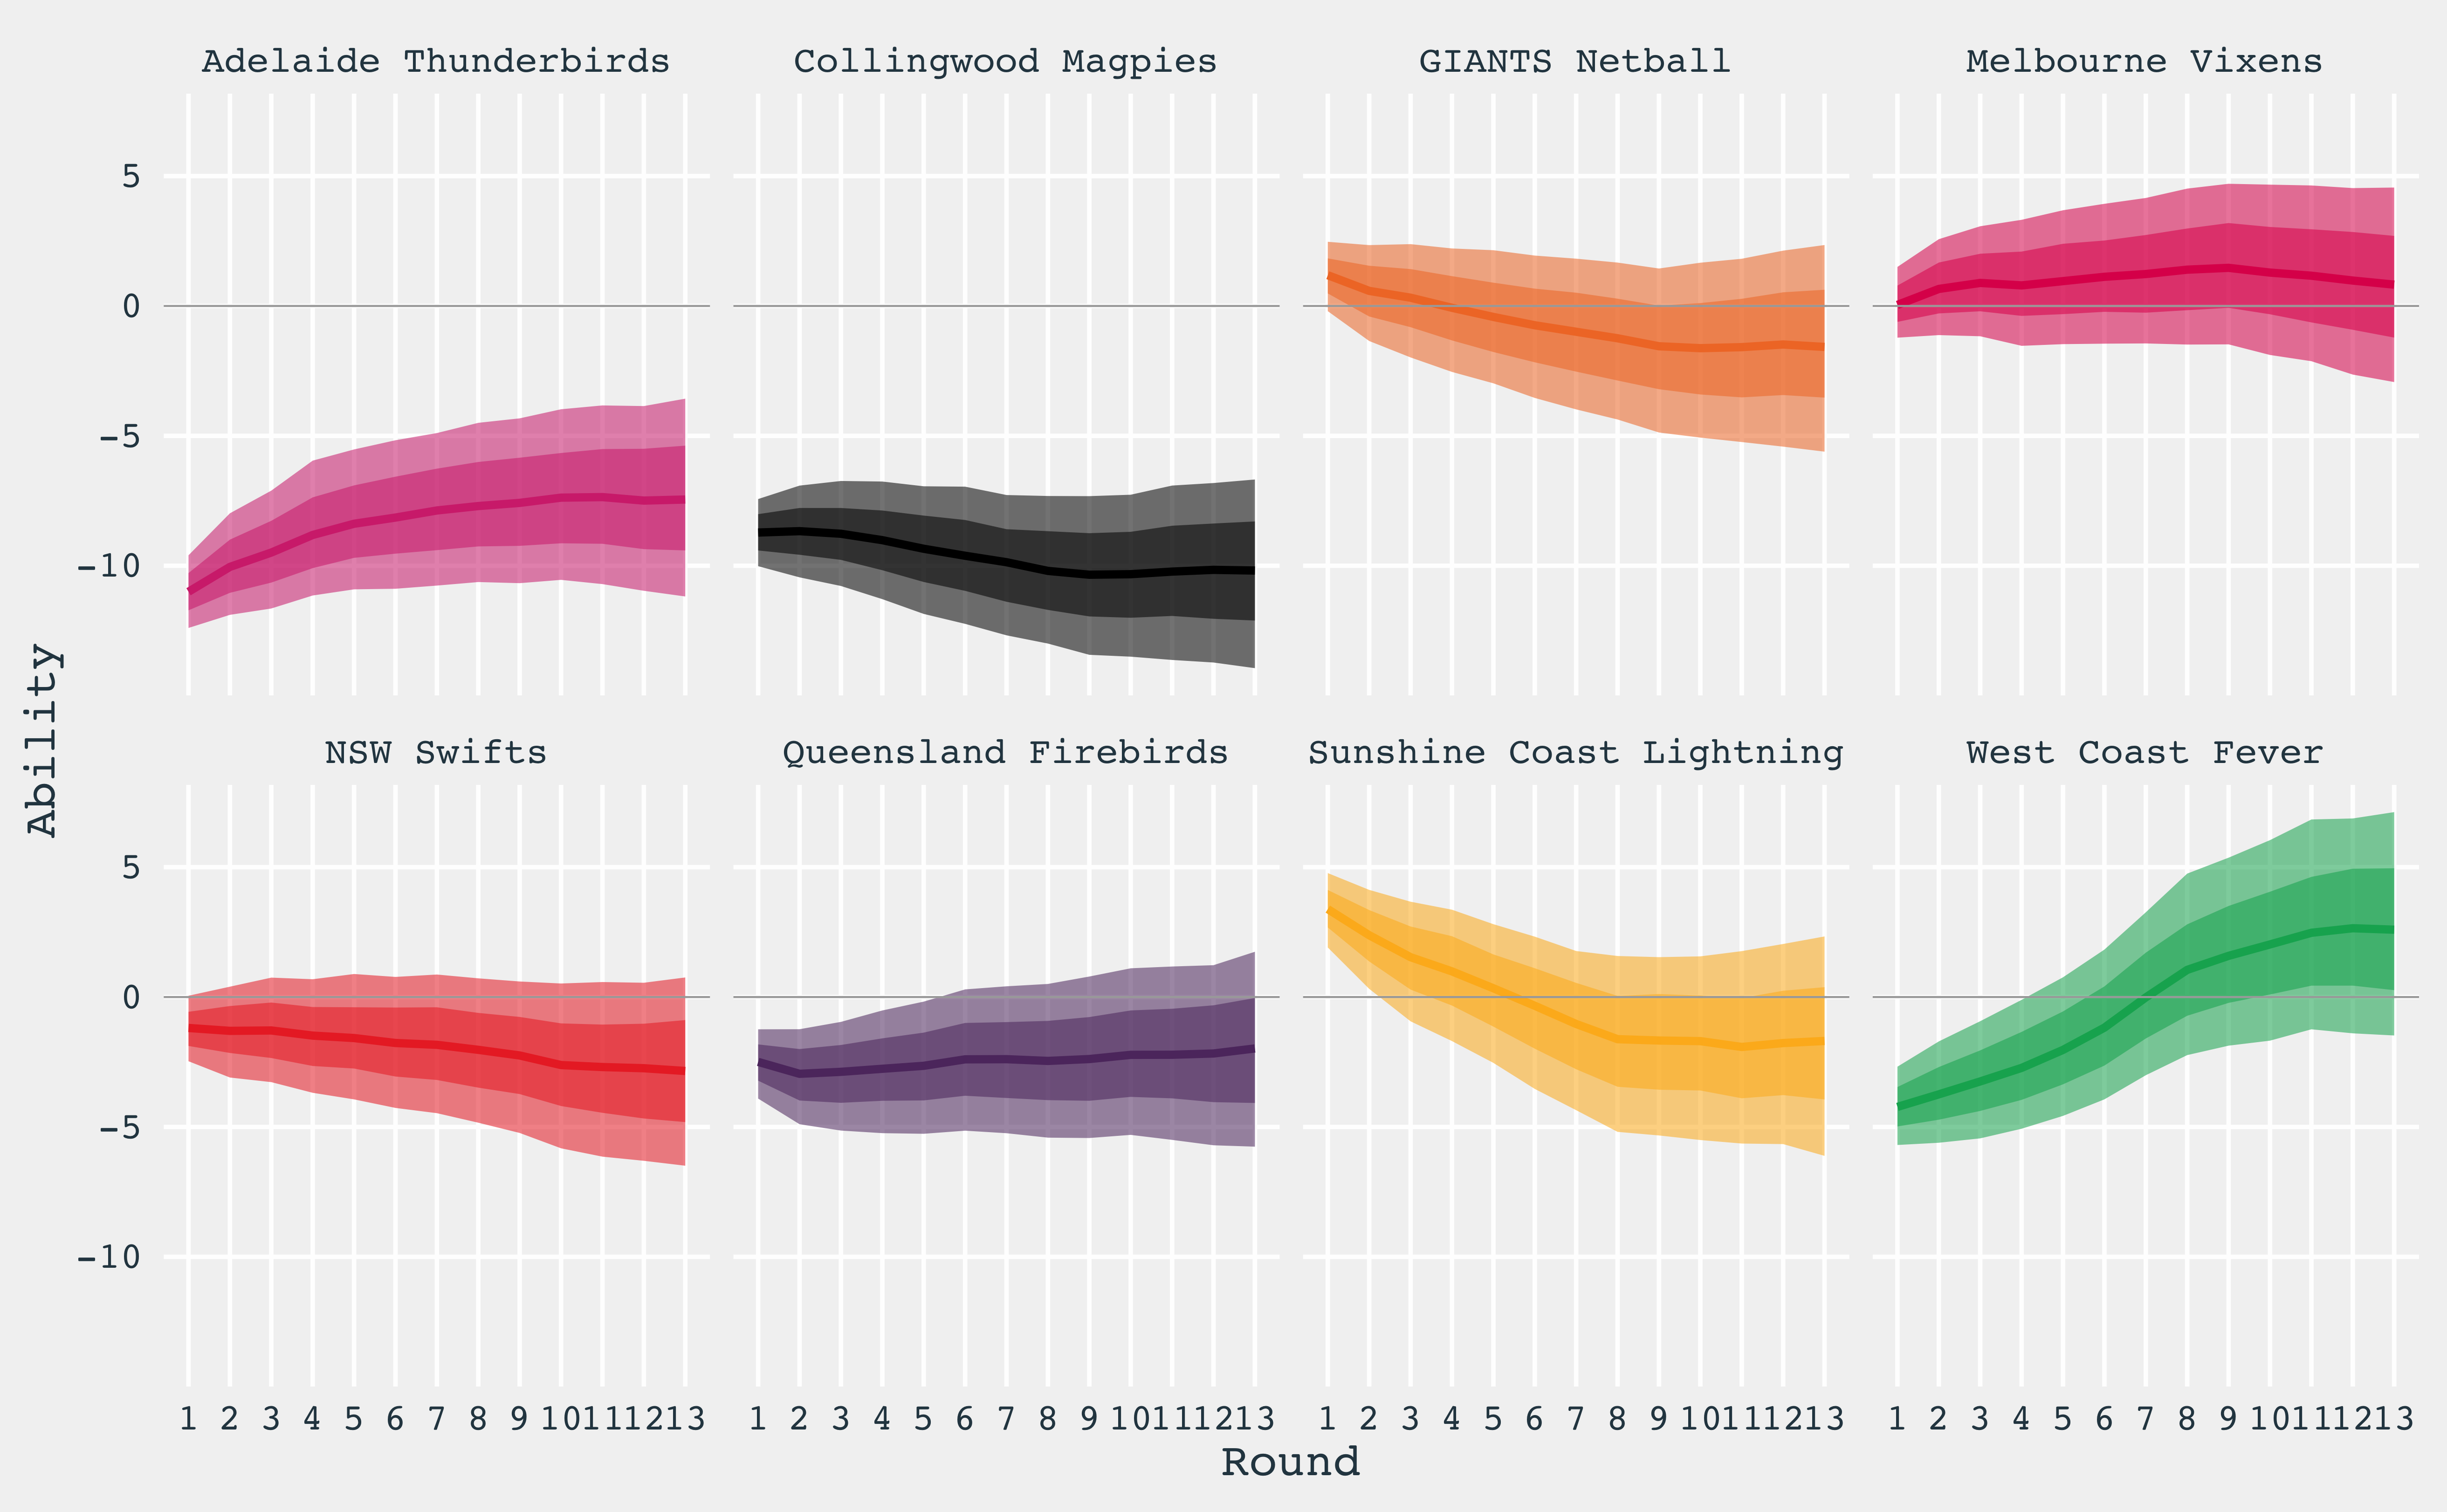 Adelaide Thunderbirds Collingwood Magpies GIANTS Netball Melbourne Vixens
5
0
-5
-10
Ability
NSW Swifts Queensland Firebirds Sunshine Coast Lightning West Coast Fever
5
0
-5
-10
1 2 3 4 5 6 7 8 9 10 11 12 13 1 2 3 4 5 6 7 8 9 10 11 12 13 1 2 3 4 5 6 7 8 9 10 11 12 13 1 2 3 4 5 6 7 8 9 10 11 12 13
Round